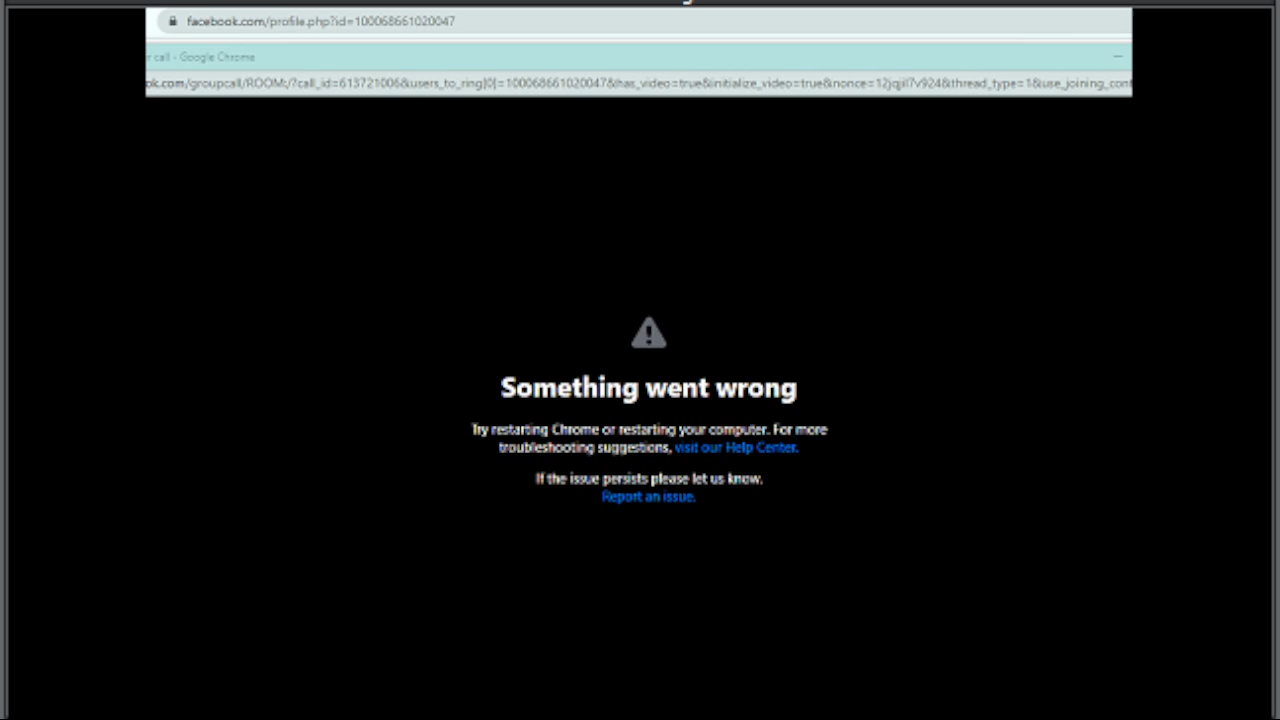 facebook.com/profile.php?id=100068661020047
r call - Google Chrome
ok.com/groupcall/ROOM:/?call_id=613721006&users_to_ring[0]=100068661020047&has_video=true&initialize_video=true&nonce=12jqjil7v924&thread_type=1&use_joining_cont
Something went wrong
Try restarting Chrome or restarting your computer. For more
troubleshooting suggestions, visit our Help Center.
If the issue persists please let us know.
Report an issue.